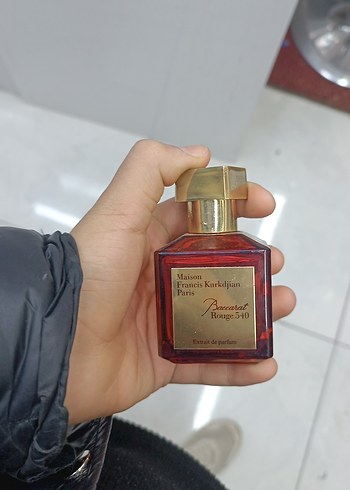 Maison
Francis Kurkdjian
Paris
Baccarat
Rouge 540
Extrait de parfum